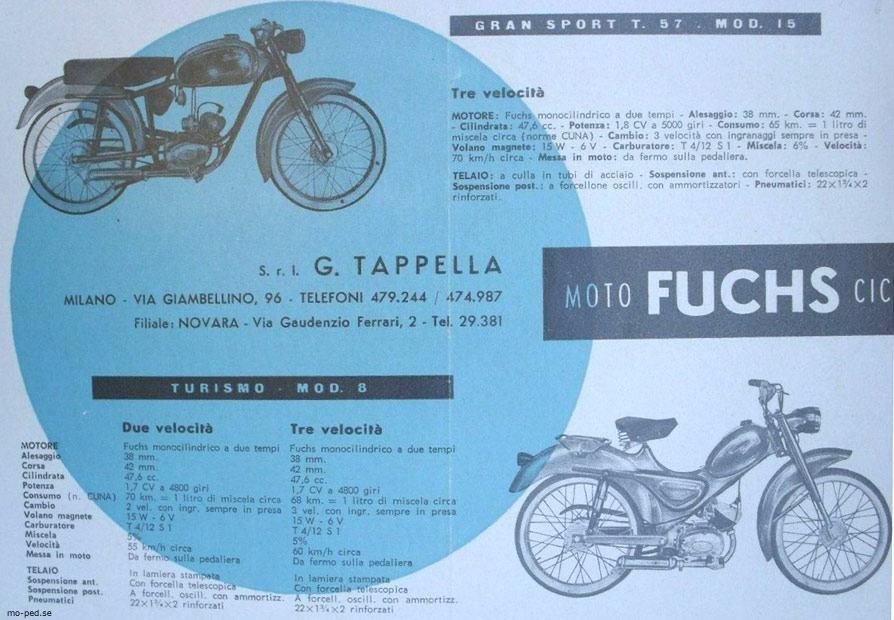 GRAN SPORT T. 57 . MOD. 15
Tre velocità
MOTORE: Fuchs monocilindrico a due tempi - Alesaggio: 38 mm. - Corsa: 42 mm.
- Cilindrata: 47,6 cc. - Potenza: 1,8 CV a 5000 giri - Consumo: 65 km. = 1 litro di
miscela circa (norme CUNA) - Cambio: 3 velocità con ingranaggi sempre in presa -
Volano magnete: 15 W - 6 V - Carburatore: T 4/12 S 1 - Miscela: 6% - Velocità:
70 km/h circa - Messa in moto: da fermo sulla pedaliera.
TELAIO: a culla in tubi di acciaio - Sospensione ant.: con forcella telescopica -
Sospensione post.: a forcellone oscill. con ammortizzatori - Pneumatici: 22×1¾×2
rinforzati.
S. r. l. G. TAPPELLA
MILANO - VIA GIAMBELLINO, 96 - TELEFONI 479.244 / 474.987
Filiale: NOVARA - Via Gaudenzio Ferrari, 2 - Tel. 29.381
MOTO FUCHS CIC
TURISMO - MOD. 8
Due velocità Tre velocità
MOTORE Fuchs monocilindrico a due tempi Fuchs monocilindrico a due tempi
Alesaggio 38 mm. 38 mm.
Corsa 42 mm. 42 mm.
Cilindrata 47,6 cc. 47,6 cc.
Potenza 1,7 CV a 4800 giri 1,7 CV a 4800 giri
Consumo (n. CUNA) 70 km. = 1 litro di miscela circa 68 km. = 1 litro di miscela circa
Cambio 2 vel. con ingr. sempre in presa 3 vel. con ingr. sempre in presa
Volano magnete 15 W - 6 V 15 W - 6 V
Carburatore T 4/12 S 1 T 4/12 S 1
Miscela 5% 5%
Velocità 55 km/h circa 60 km/h circa
Messa in moto Da fermo sulla pedaliera Da fermo sulla pedaliera
TELAIO In lamiera stampata In lamiera stampata
Sospensione ant. Con forcella telescopica Con forcella telescopica
Sospensione post. A forcell. oscill. con ammortizz. A forcell. oscill. con ammortizz.
Pneumatici 22×1¾×2 rinforzati 22×1¾×2 rinforzati
mo-ped.se